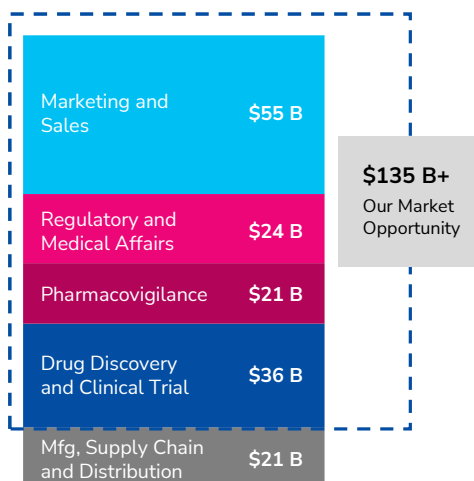 Marketing and
Sales
$55 B
$135 B+
Our Market
Opportunity
Regulatory and
Medical Affairs
$24 B
Pharmacovigilance
$21 B
Drug Discovery
and Clinical Trial
$36 B
Mfg, Supply Chain
and Distribution
$21 B